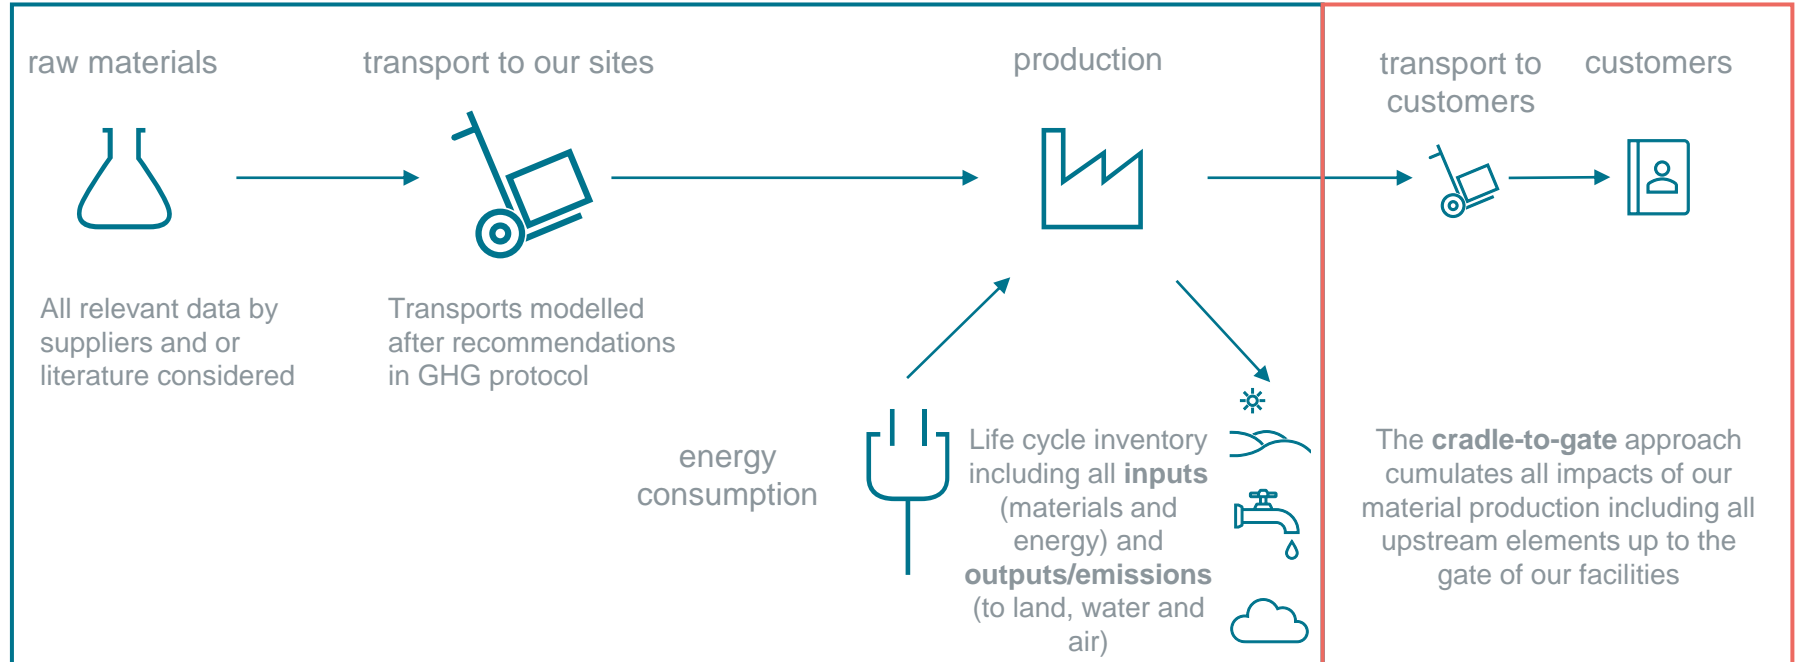 raw materials
transport to our sites
production
transport to
customers
customers
All relevant data by
suppliers and or
literature considered
Transports modelled
after recommendations
in GHG protocol
energy
consumption
Life cycle inventory
including all inputs
(materials and
energy) and
outputs/emissions
(to land, water and
air)
The cradle-to-gate approach
cumulates all impacts of our
material production including all
upstream elements up to the
gate of our facilities